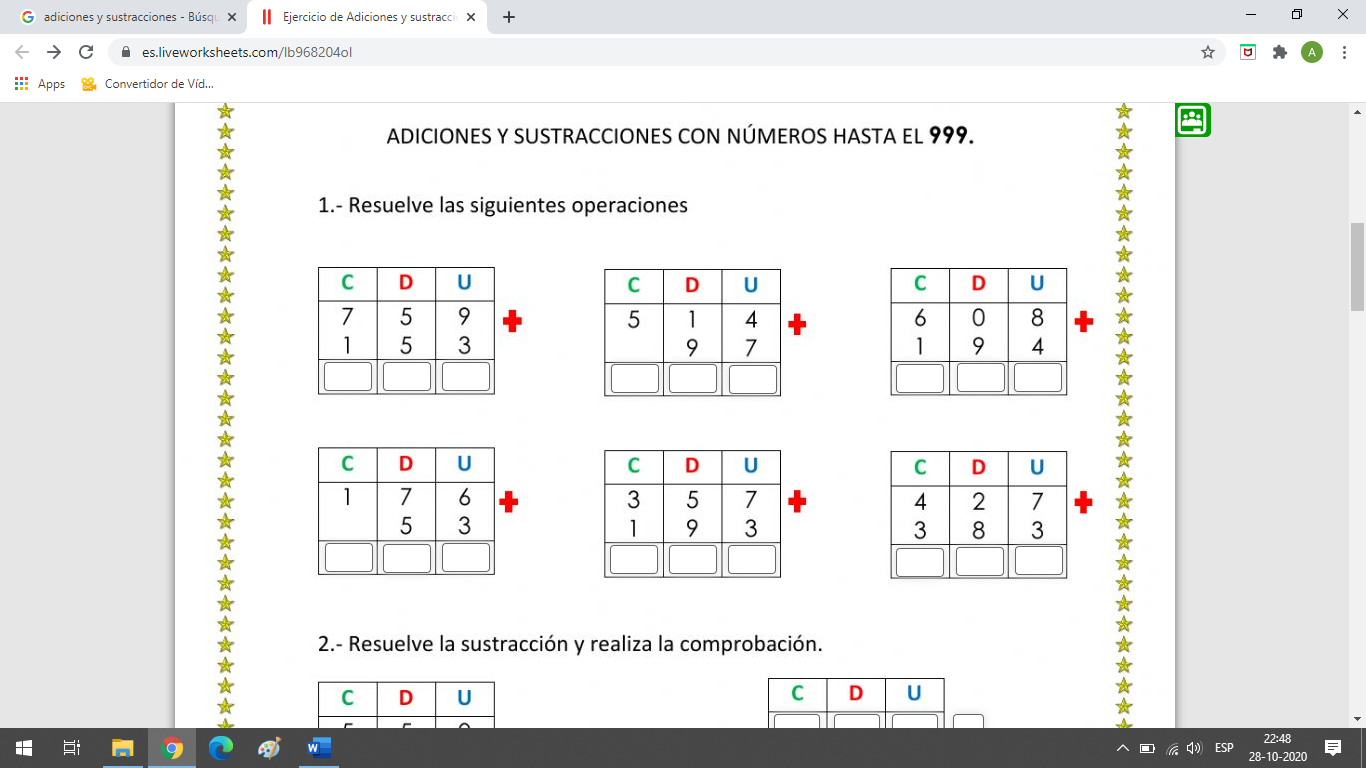 adiciones y sustracciones - Búsqu
Ejercicio de Adiciones y sustracci
es.liveworksheets.com/lb968204ol
A
Apps
Convertidor de Víd...
ADICIONES Y SUSTRACCIONES CON NÚMEROS HASTA EL 999.
1.- Resuelve las siguientes operaciones
C D U C D U C D U
7 5 9 + 5 1 4 + 6 0 8 +
1 5 3 9 7 1 9 4
C D U C D U C D U
1 7 6 + 3 5 7 + 4 2 7 +
5 3 1 9 3 3 8 3
2.- Resuelve la sustracción y realiza la comprobación.
C D U C D U
ESP
22:48
28-10-2020